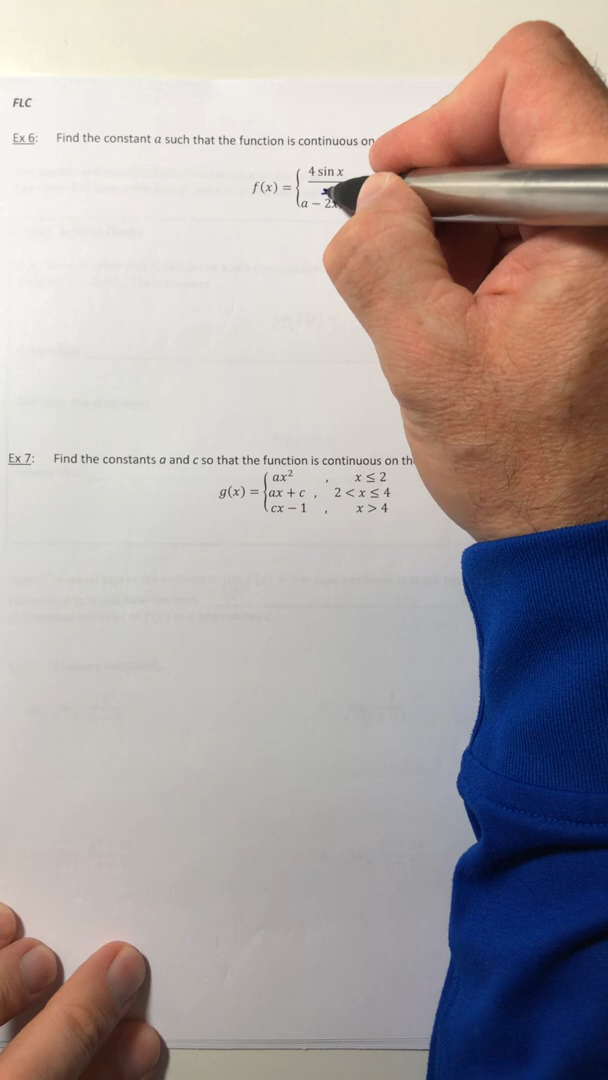 FLC
Ex 6: Find the constant a such that the function is continuous on
f(x) = { 4 sin x
a − 2x
Ex 7: Find the constants a and c so that the function is continuous on th
g(x) = { ax² , x ≤ 2
ax + c , 2 < x ≤ 4
cx − 1 , x > 4